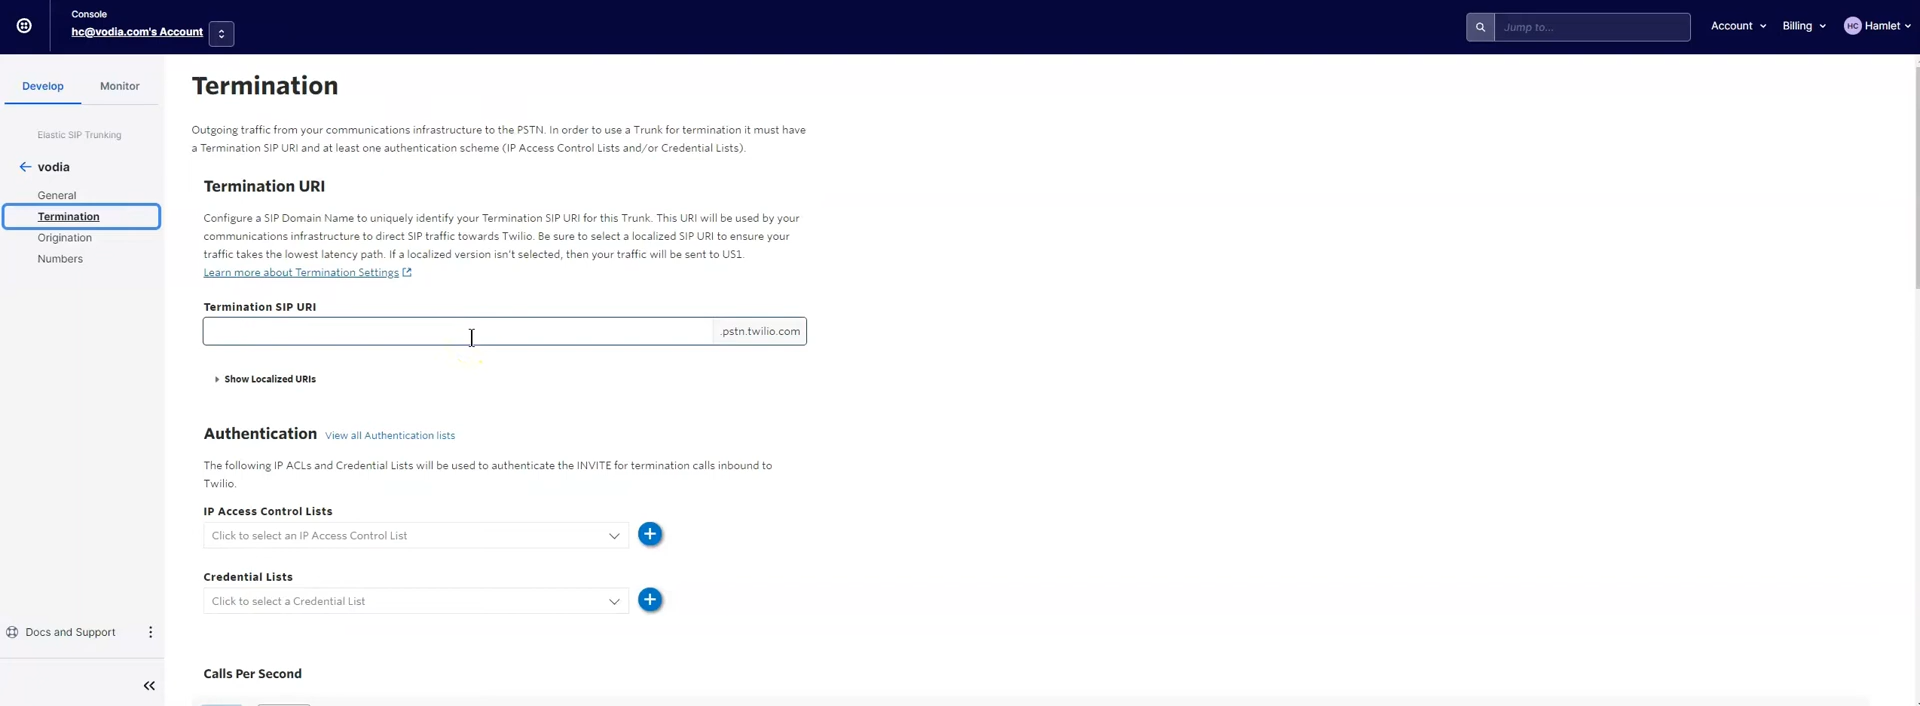 Console
hc@vodia.com's Account
Jump to...
Account
Billing
HC Hamlet
Develop
Monitor
Elastic SIP Trunking
vodia
General
Termination
Origination
Numbers
Docs and Support
Termination
Outgoing traffic from your communications infrastructure to the PSTN. In order to use a Trunk for termination it must have
a Termination SIP URI and at least one authentication scheme (IP Access Control Lists and/or Credential Lists).
Termination URI
Configure a SIP Domain Name to uniquely identify your Termination SIP URI for this Trunk. This URI will be used by your
communications infrastructure to direct SIP traffic towards Twilio. Be sure to select a localized SIP URI to ensure your
traffic takes the lowest latency path. If a localized version isn't selected, then your traffic will be sent to US1.
Learn more about Termination Settings
Termination SIP URI
.pstn.twilio.com
Show Localized URIs
Authentication View all Authentication lists
The following IP ACLs and Credential Lists will be used to authenticate the INVITE for termination calls inbound to
Twilio.
IP Access Control Lists
Click to select an IP Access Control List
Credential Lists
Click to select a Credential List
Calls Per Second